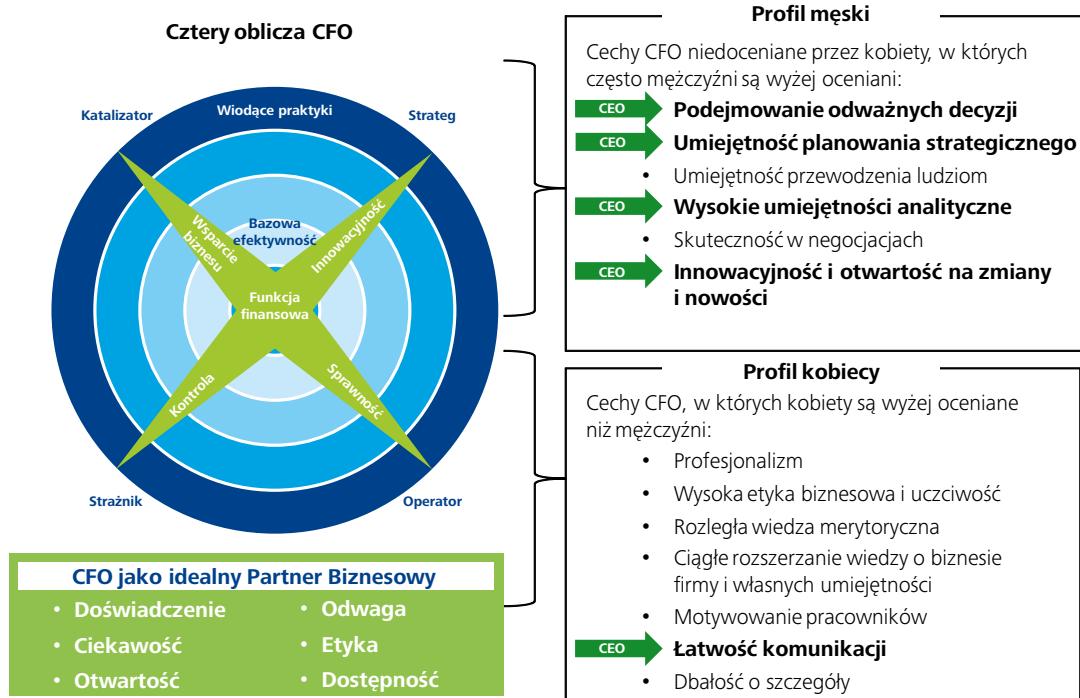 Cztery oblicza CFO
Katalizator
Wiodące praktyki
Strateg
Wsparcie
biznesu
Bazowa
efektywność
Innowacyjność
Funkcja
finansowa
Kontrola
Sprawność
Strażnik
Operator
CFO jako idealny Partner Biznesowy
• Doświadczenie
• Ciekawość
• Otwartość
• Odwaga
• Etyka
• Dostępność
Profil męski
Cechy CFO niedoceniane przez kobiety, w których
często mężczyźni są wyżej oceniani:
CEO Podejmowanie odważnych decyzji
CEO Umiejętność planowania strategicznego
• Umiejętność przewodzenia ludziom
CEO Wysokie umiejętności analityczne
• Skuteczność w negocjacjach
CEO Innowacyjność i otwartość na zmiany
i nowości
Profil kobiecy
Cechy CFO, w których kobiety są wyżej oceniane
niż mężczyźni:
• Profesjonalizm
• Wysoka etyka biznesowa i uczciwość
• Rozległa wiedza merytoryczna
• Ciągłe rozszerzanie wiedzy o biznesie
firmy i własnych umiejętności
• Motywowanie pracowników
CEO Łatwość komunikacji
• Dbałość o szczegóły